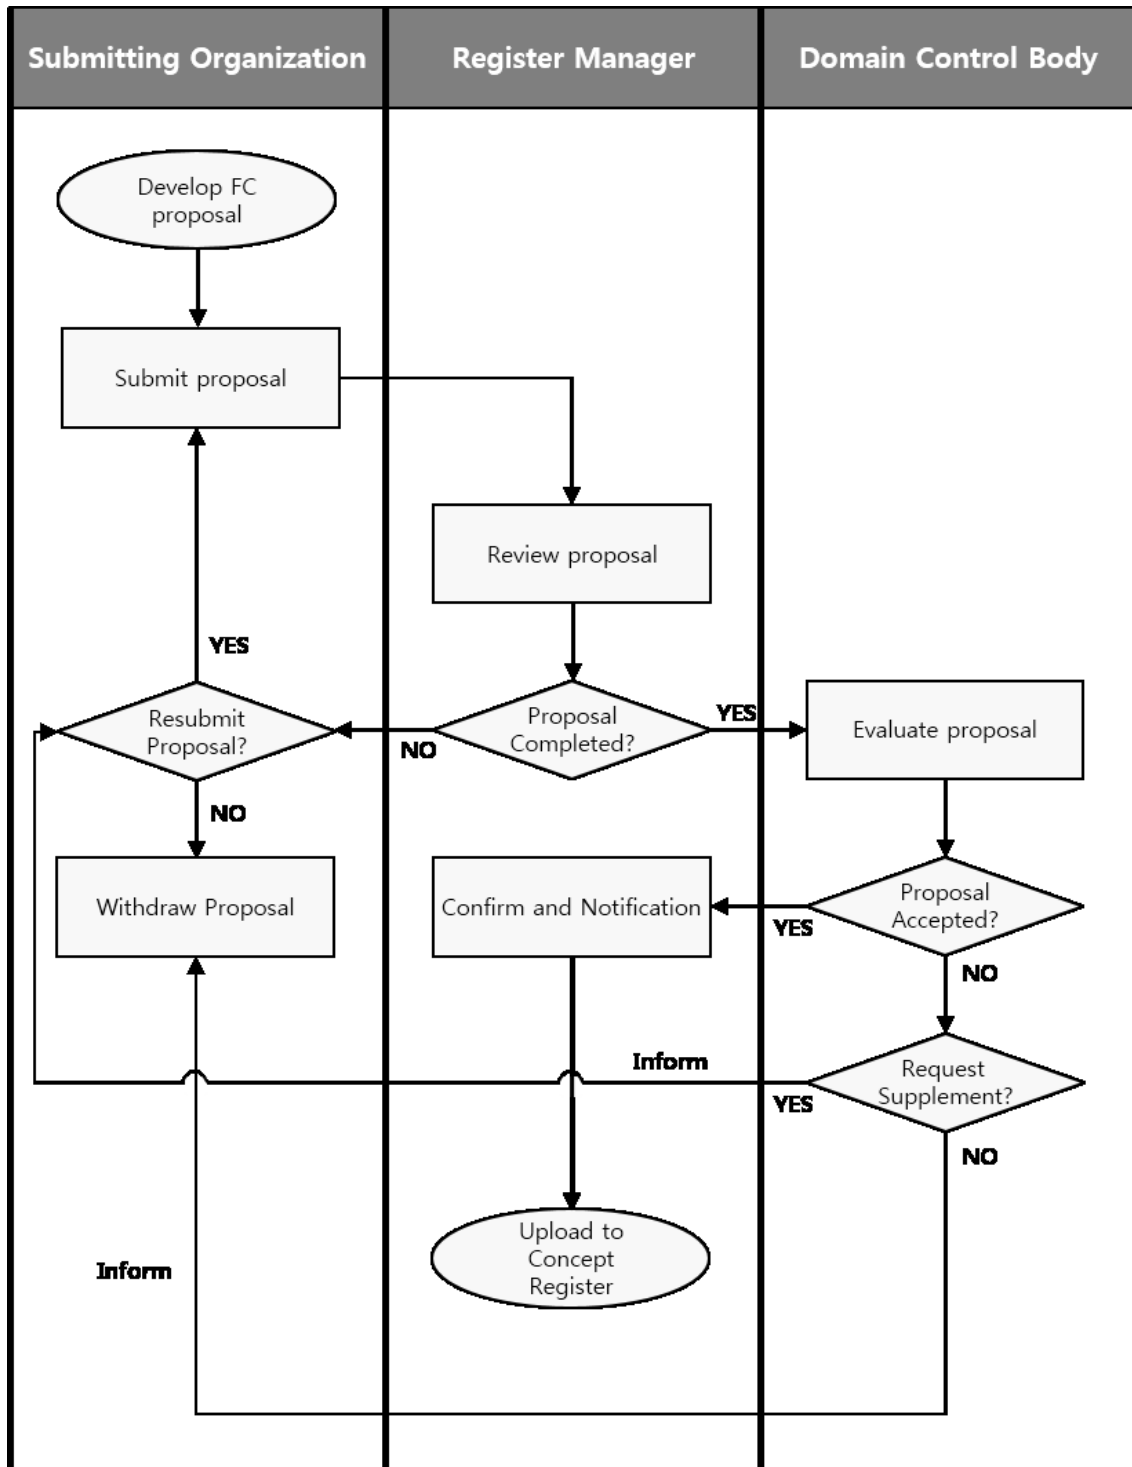 Submitting Organization
Register Manager
Domain Control Body
Develop FC
proposal
Submit proposal
Review proposal
YES
Resubmit
Proposal?
NO
Proposal
Completed?
YES
Evaluate proposal
NO
Withdraw Proposal
Confirm and Notification
YES
Proposal
Accepted?
NO
Inform
YES
Request
Supplement?
NO
Upload to
Concept
Register
Inform